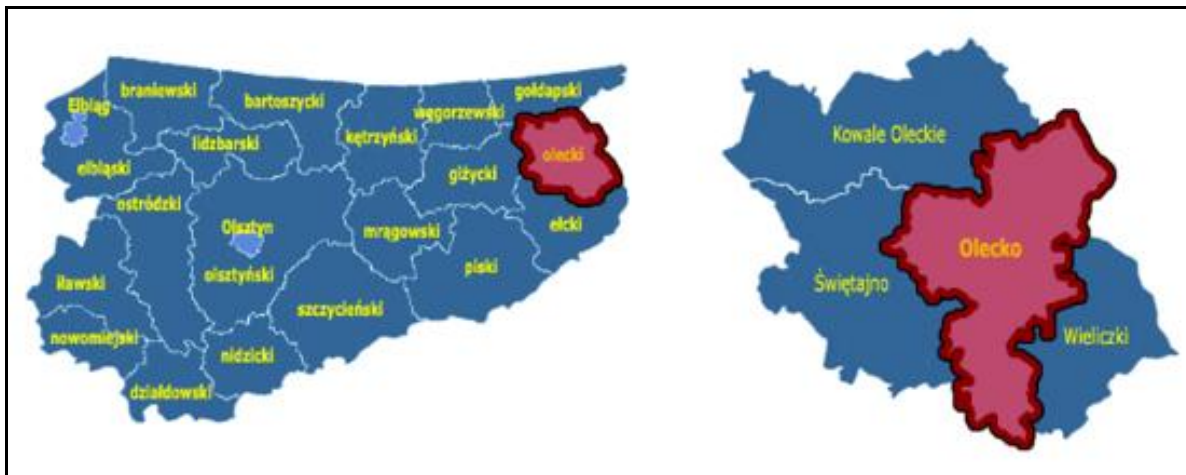 Elbląg
braniewski
bartoszycki
gołdapski
węgorzewski
kętrzyński
lidzbarski
olecki
elbląski
giżycki
ostródzki
Olsztyn
mrągowski
ełcki
olsztyński
piski
iławski
szczycieński
nowomiejski
nidzicki
działdowski
Kowale Oleckie
Olecko
Świętajno
Wieliczki